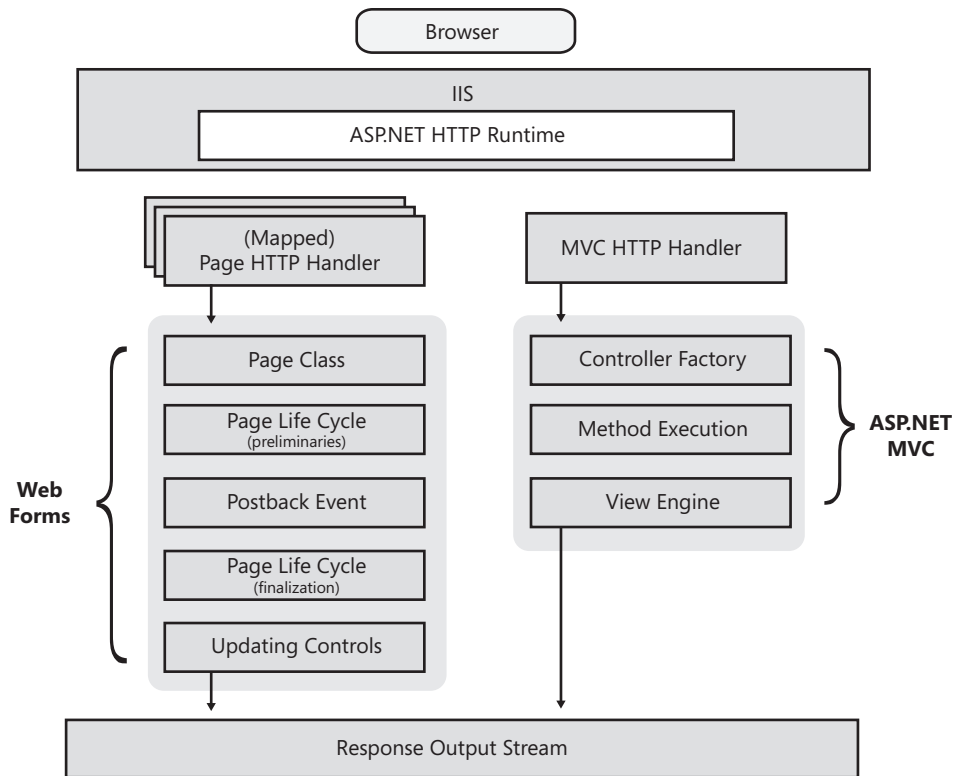 Browser
IIS
ASP.NET HTTP Runtime
(Mapped)
Page HTTP Handler
MVC HTTP Handler
Page Class
Page Life Cycle
(preliminaries)
Postback Event
Page Life Cycle
(finalization)
Updating Controls
Web
Forms
Controller Factory
Method Execution
View Engine
ASP.NET
MVC
Response Output Stream